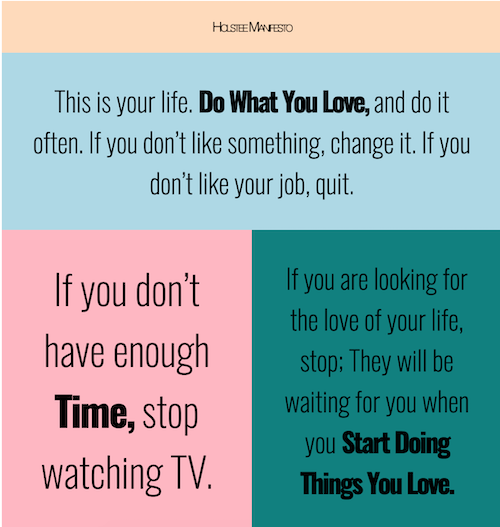 HOLSTEE MANIFESTO
This is your life. Do What You Love, and do it
often. If you don’t like something, change it. If you
don’t like your job, quit.
If you don’t
have enough
Time, stop
watching TV.
If you are looking for
the love of your life,
stop; They will be
waiting for you when
you Start Doing
Things You Love.